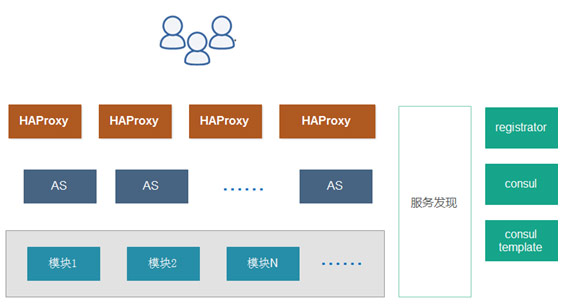 HAProxy HAProxy HAProxy HAProxy
registrator
AS AS ...... AS
服务发现
consul
模块1 模块2 模块N ......
consul
template